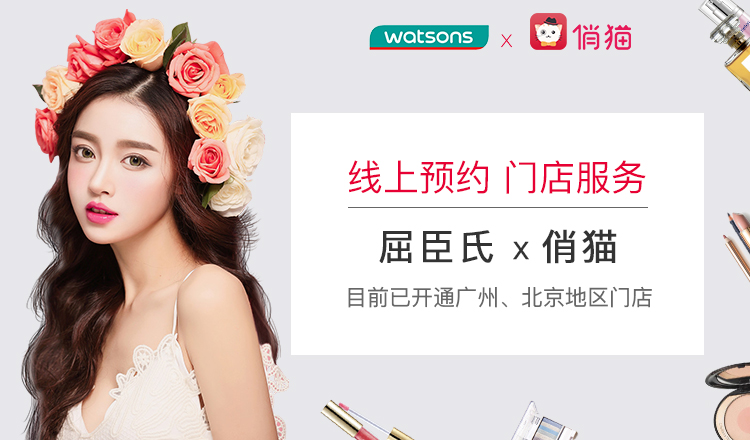 watsons x 俏猫
线上预约 门店服务
屈臣氏 x 俏猫
目前已开通广州、北京地区门店